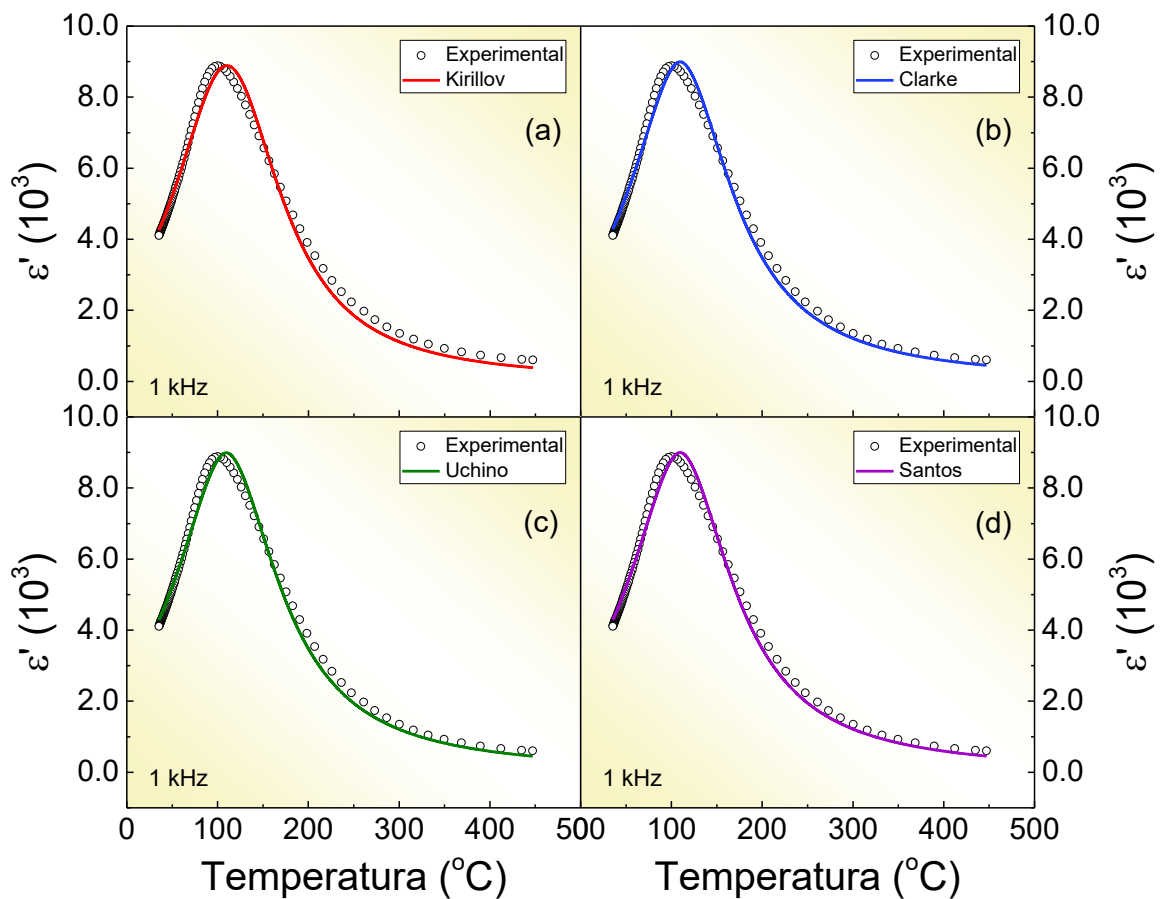 10.0
8.0
6.0
4.0
2.0
0.0
ε' (10³)
Experimental
Kirillov
(a)
1 kHz
Experimental
Clarke
(b)
1 kHz
10.0
8.0
6.0
4.0
2.0
0.0
ε' (10³)
10.0
8.0
6.0
4.0
2.0
0.0
ε' (10³)
Experimental
Uchino
(c)
1 kHz
Experimental
Santos
(d)
1 kHz
10.0
8.0
6.0
4.0
2.0
0.0
ε' (10³)
0 100 200 300 400 500 100 200 300 400 500
Temperatura (°C) Temperatura (°C)